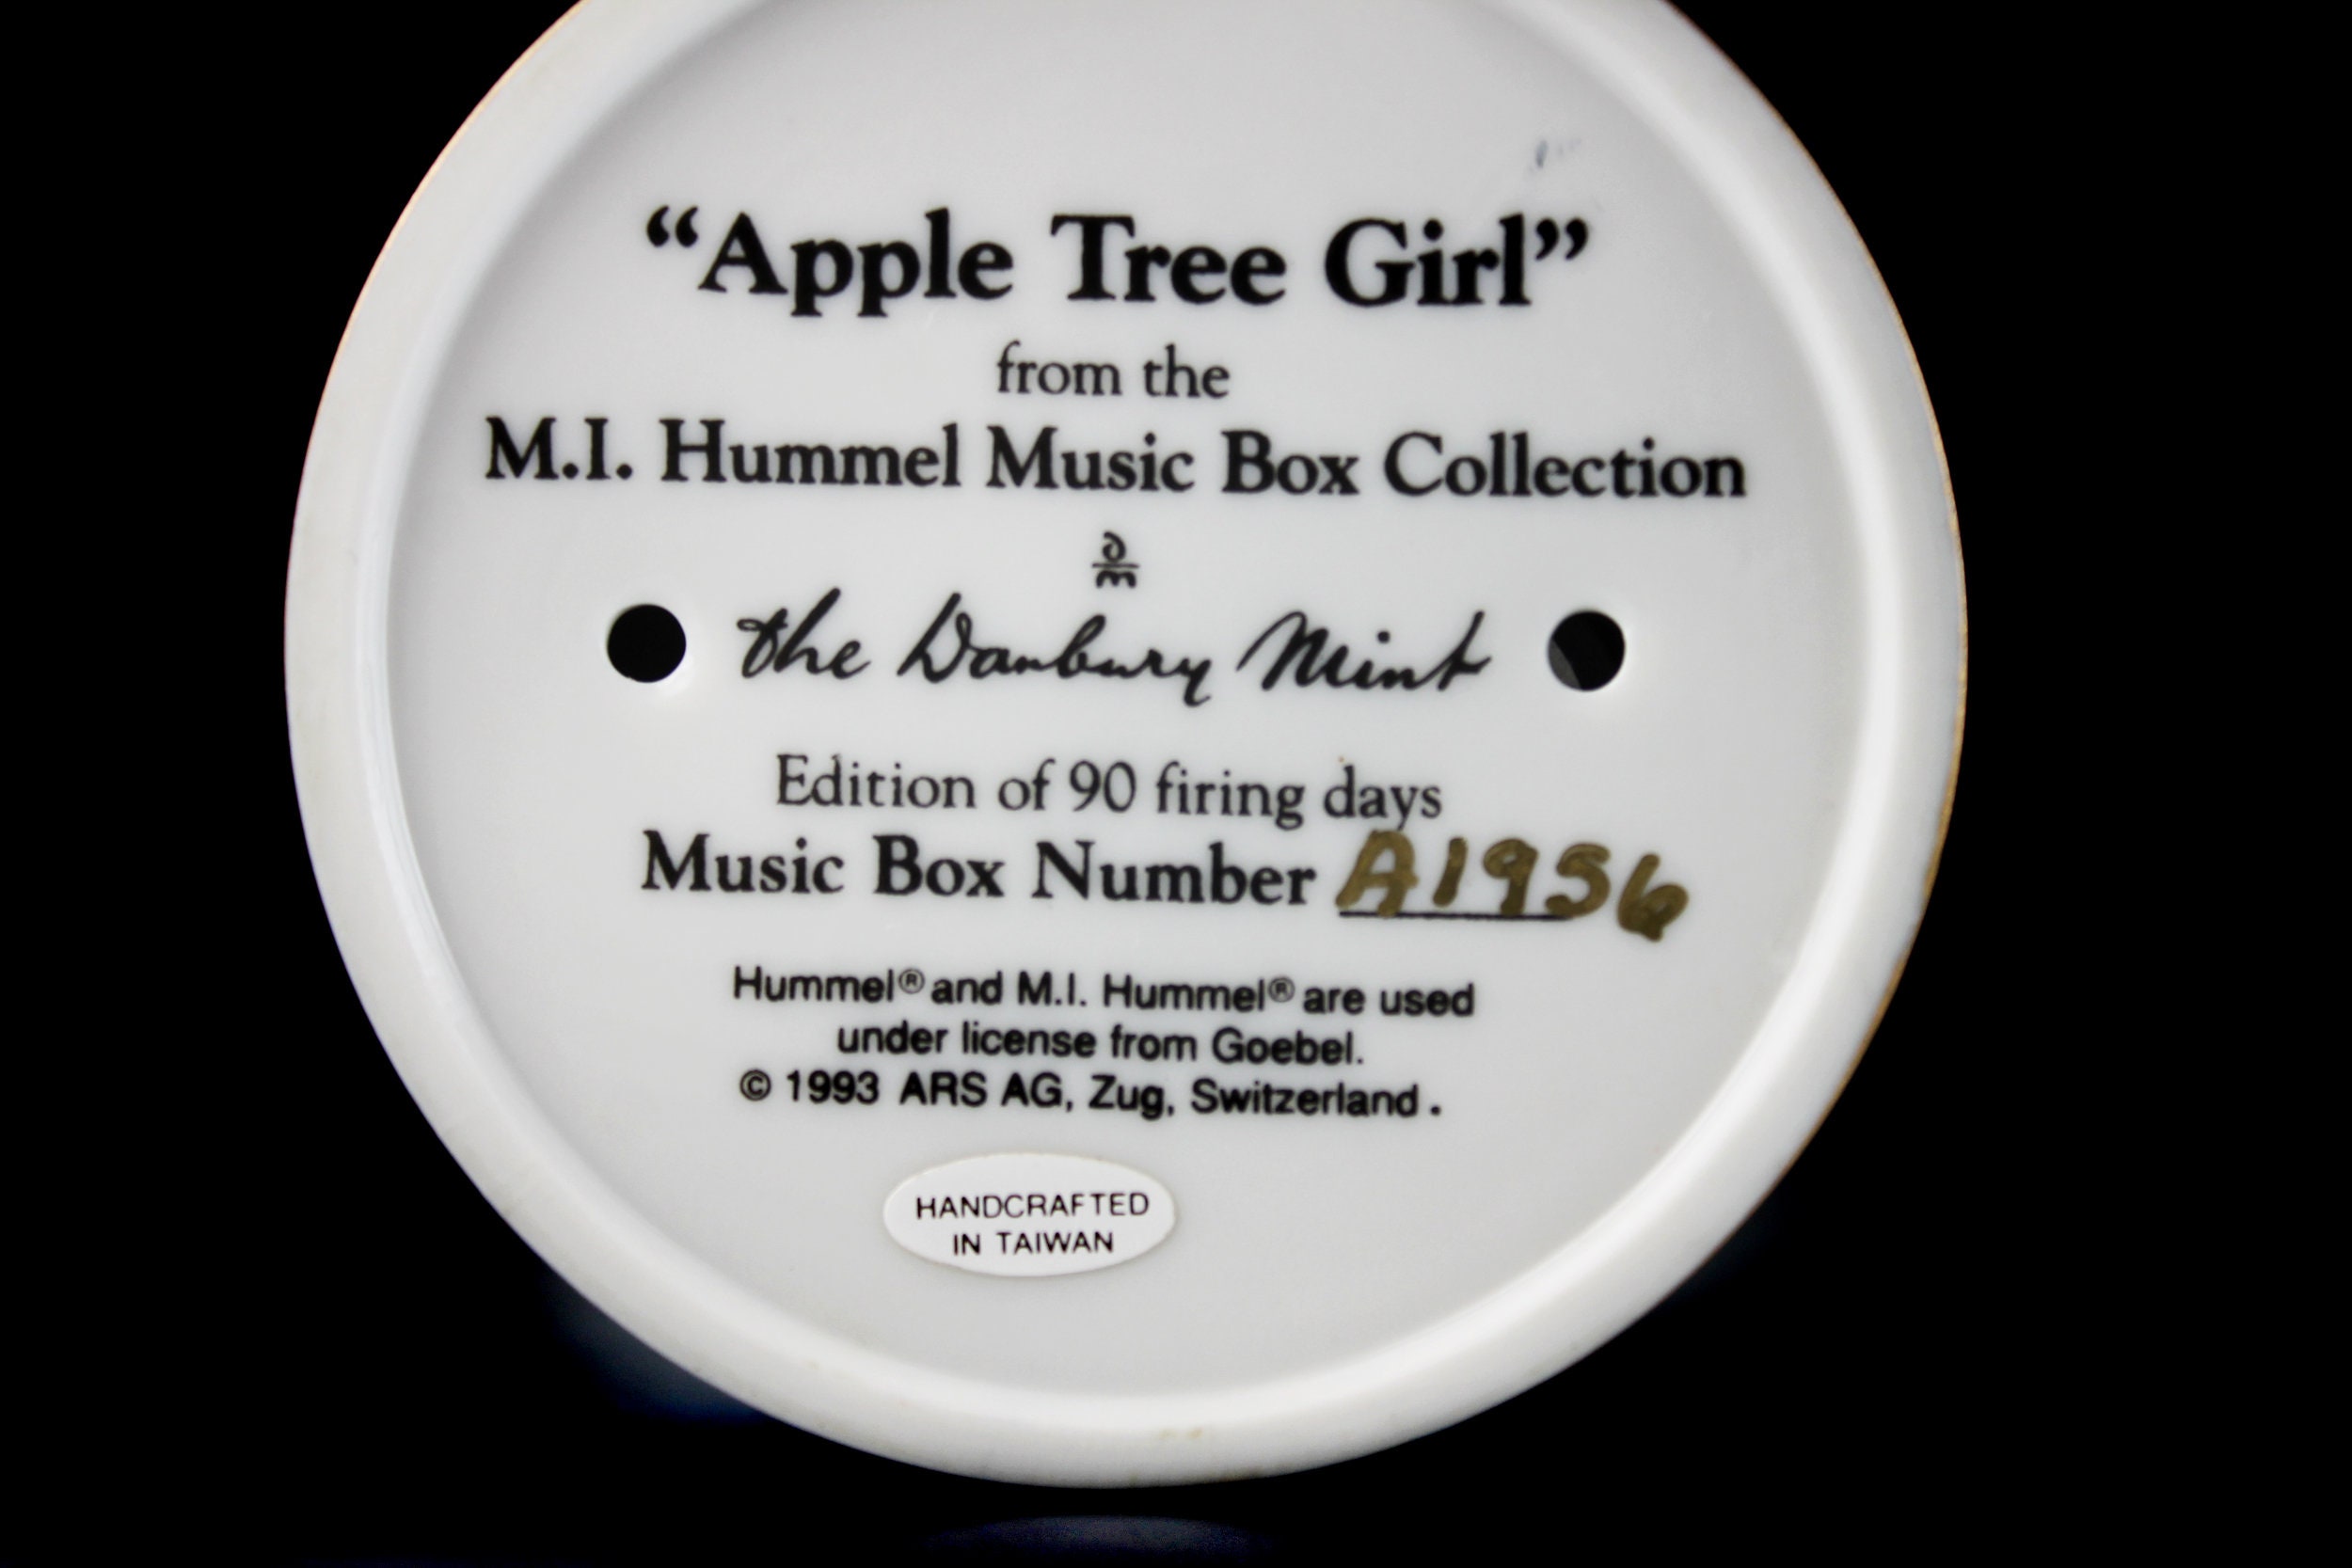 “Apple Tree Girl”
from the
M.I. Hummel Music Box Collection
dm
the Danbury Mint
Edition of 90 firing days
Music Box Number A1956
Hummel® and M.I. Hummel® are used
under license from Goebel.
© 1993 ARS AG, Zug, Switzerland.
HANDCRAFTED
IN TAIWAN